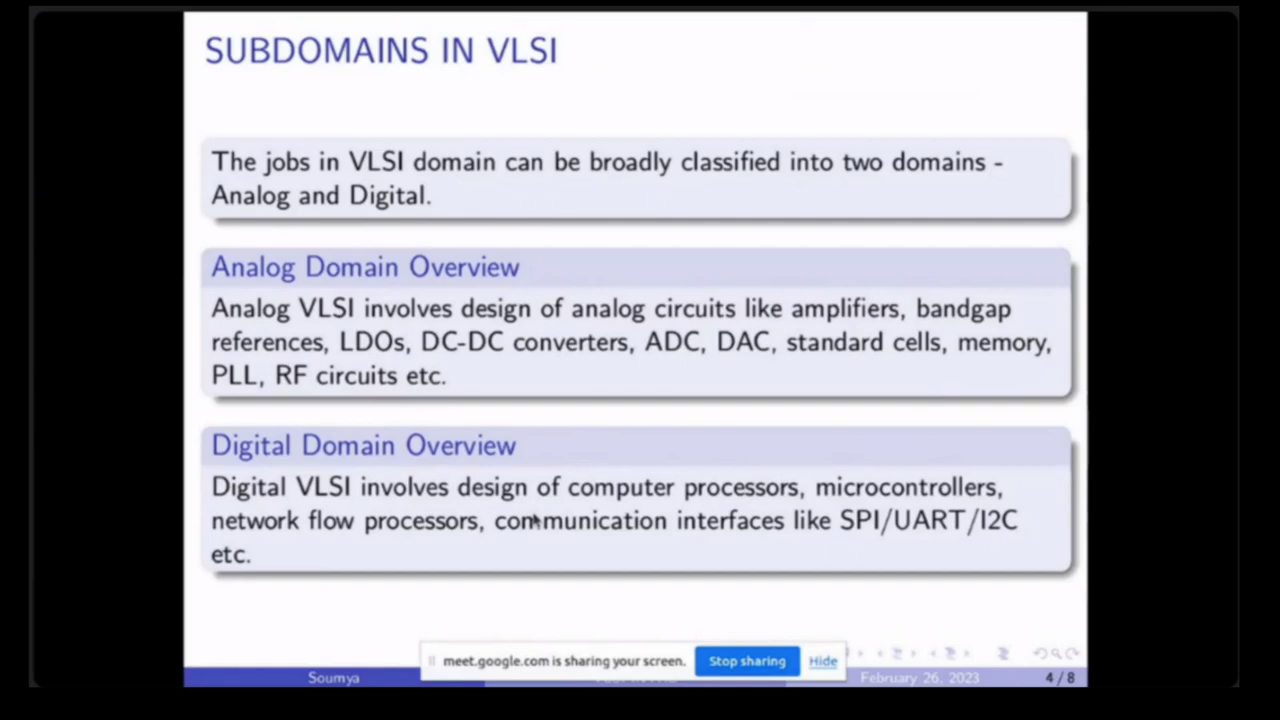 SUBDOMAINS IN VLSI
The jobs in VLSI domain can be broadly classified into two domains -
Analog and Digital.
Analog Domain Overview
Analog VLSI involves design of analog circuits like amplifiers, bandgap
references, LDOs, DC-DC converters, ADC, DAC, standard cells, memory,
PLL, RF circuits etc.
Digital Domain Overview
Digital VLSI involves design of computer processors, microcontrollers,
network flow processors, communication interfaces like SPI/UART/I2C
etc.
meet.google.com is sharing your screen. Stop sharing Hide
Soumya February 26, 2023 4/8